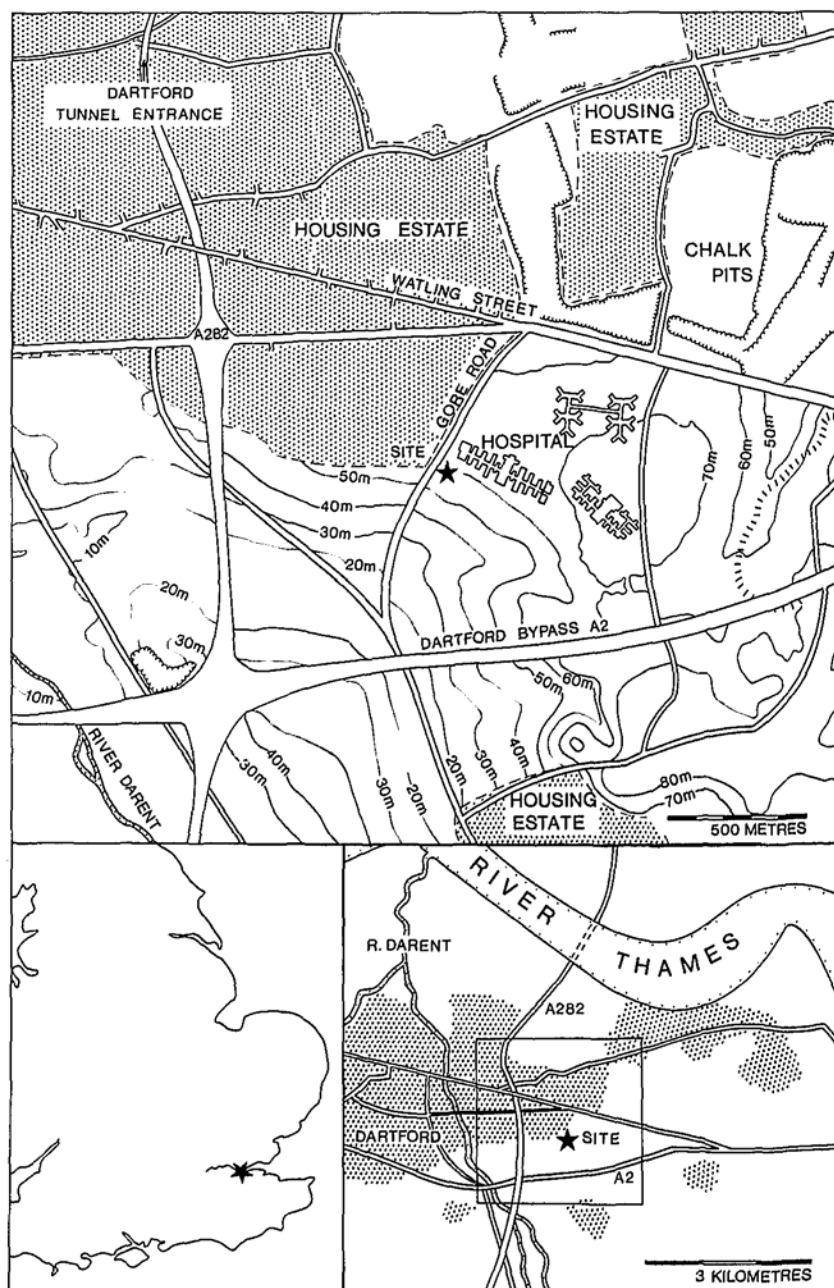 DARTFORD
TUNNEL ENTRANCE
HOUSING
ESTATE
HOUSING ESTATE
CHALK
PITS
WATLING STREET
A282
GORE ROAD
SITE
HOSPITAL
50m
40m
30m
20m
70m
60m
50m
10m
20m
30m
10m
DARTFORD BYPASS A2
RIVER DARENT
40m
30m
20m
20m
30m
40m
50m
60m
80m
70m
HOUSING
ESTATE
500 METRES
RIVER THAMES
R. DARENT
A282
DARTFORD
SITE
A2
3 KILOMETRES